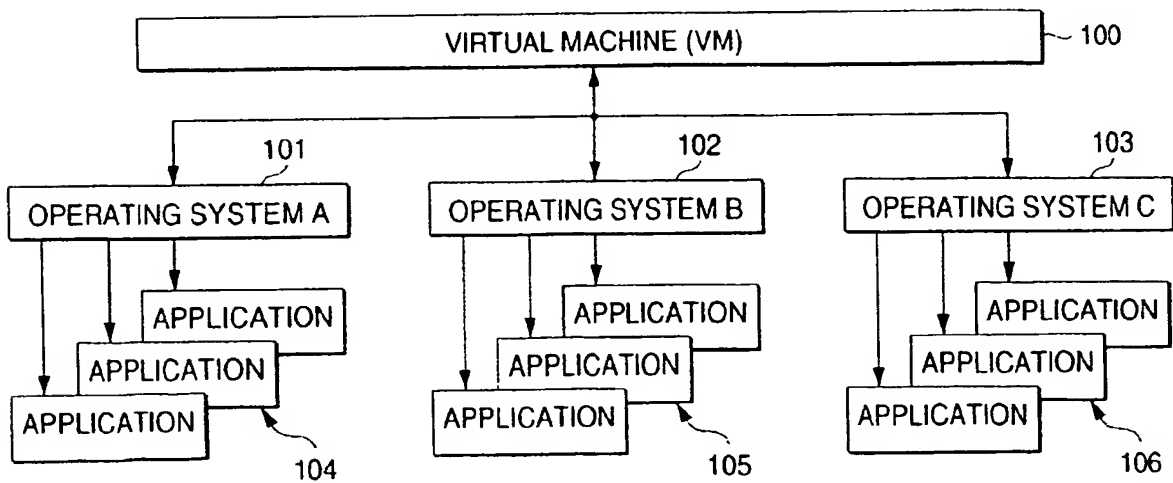 VIRTUAL MACHINE (VM)
100
101
102
103
OPERATING SYSTEM A
OPERATING SYSTEM B
OPERATING SYSTEM C
APPLICATION
APPLICATION
APPLICATION
APPLICATION
APPLICATION
APPLICATION
APPLICATION
APPLICATION
APPLICATION
104
105
106